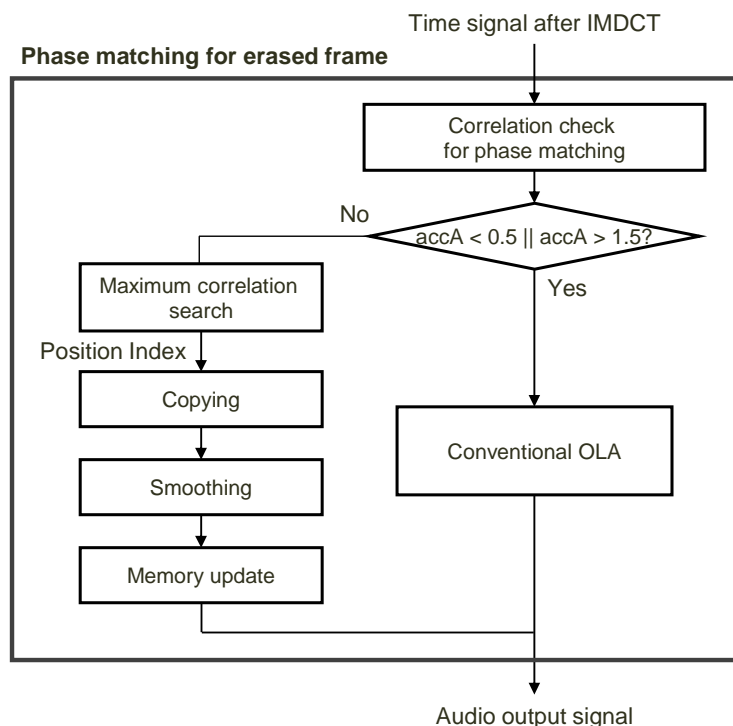 Time signal after IMDCT
Phase matching for erased frame
Correlation check
for phase matching
No
accA < 0.5 || accA > 1.5?
Yes
Maximum correlation
search
Position Index
Copying
Conventional OLA
Smoothing
Memory update
Audio output signal